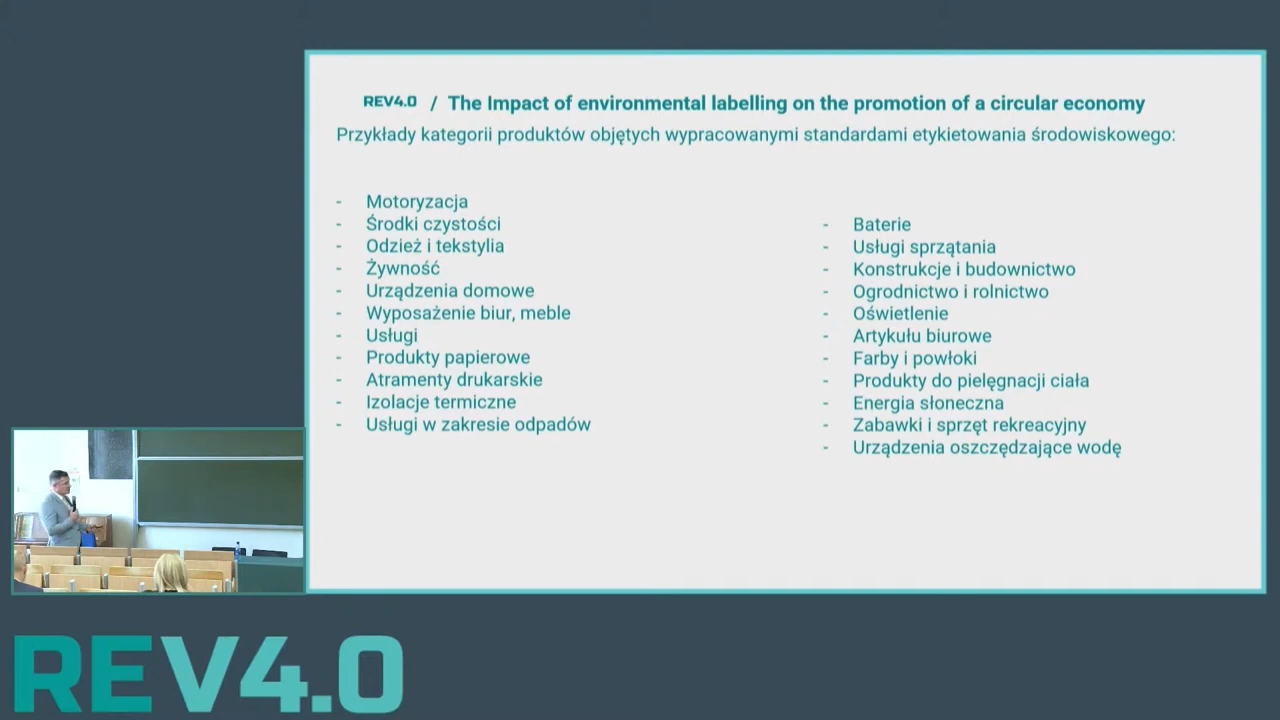 REV4.0 / The Impact of environmental labelling on the promotion of a circular economy
Przykłady kategorii produktów objętych wypracowanymi standardami etykietowania środowiskowego:
- Motoryzacja
- Środki czystości
- Odzież i tekstylia
- Żywność
- Urządzenia domowe
- Wyposażenie biur, meble
- Usługi
- Produkty papierowe
- Atramenty drukarskie
- Izolacje termiczne
- Usługi w zakresie odpadów
- Baterie
- Usługi sprzątania
- Konstrukcje i budownictwo
- Ogrodnictwo i rolnictwo
- Oświetlenie
- Artykułu biurowe
- Farby i powłoki
- Produkty do pielęgnacji ciała
- Energia słoneczna
- Zabawki i sprzęt rekreacyjny
- Urządzenia oszczędzające wodę
REV4.0